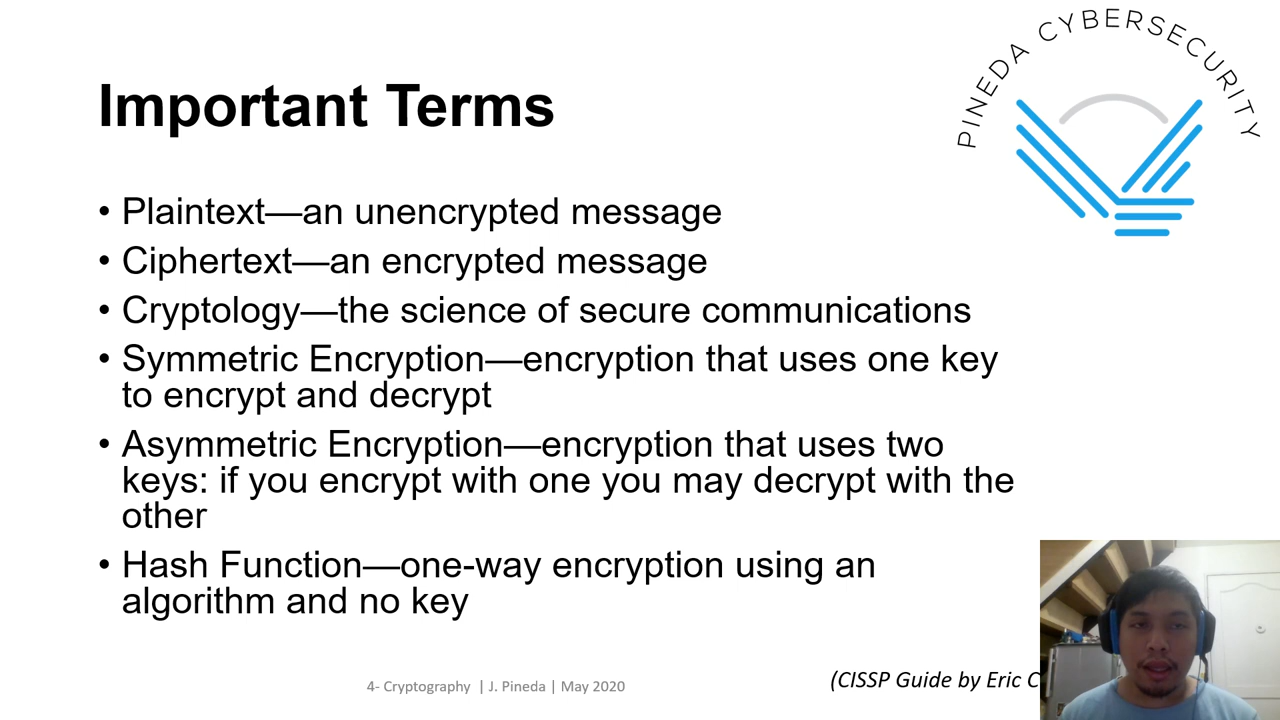 PINEDA CYBERSECURITY
Important Terms
• Plaintext—an unencrypted message
• Ciphertext—an encrypted message
• Cryptology—the science of secure communications
• Symmetric Encryption—encryption that uses one key
to encrypt and decrypt
• Asymmetric Encryption—encryption that uses two
keys: if you encrypt with one you may decrypt with the
other
• Hash Function—one-way encryption using an
algorithm and no key
(CISSP Guide by Eric C
4- Cryptography | J. Pineda | May 2020